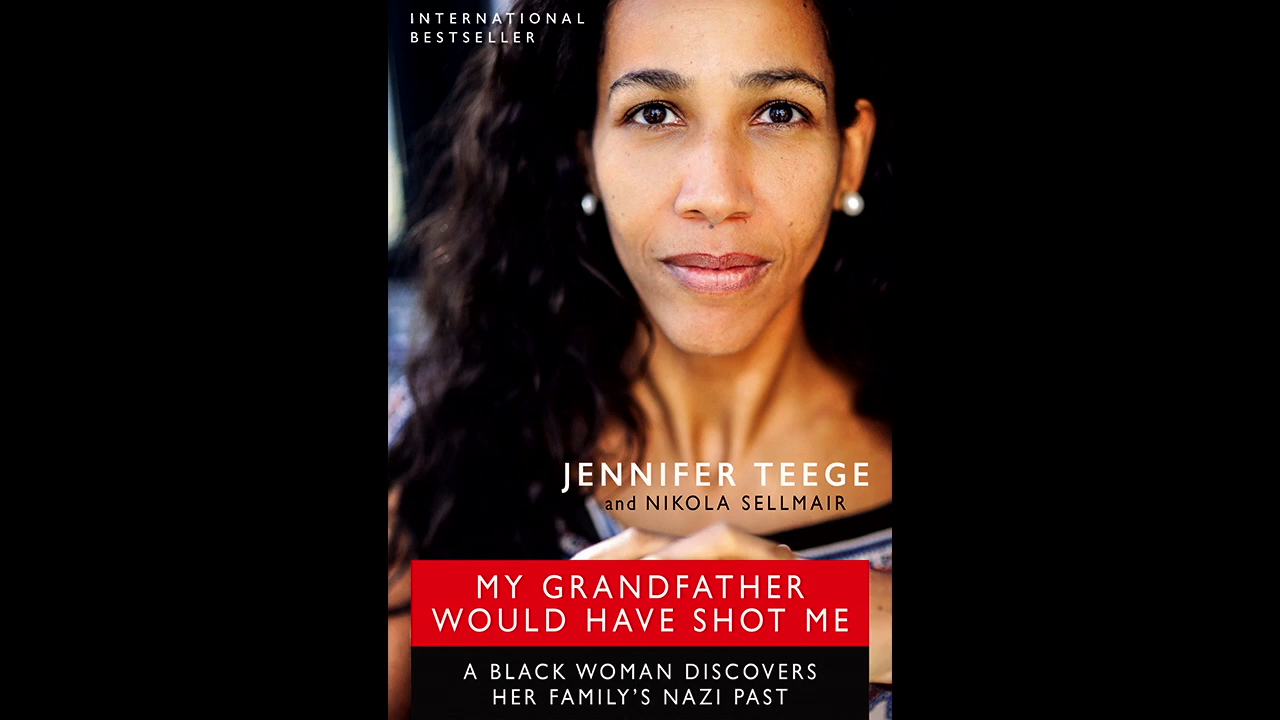 INTERNATIONAL
BESTSELLER
JENNIFER TEEGE
and NIKOLA SELLMAIR
MY GRANDFATHER
WOULD HAVE SHOT ME
A BLACK WOMAN DISCOVERS
HER FAMILY’S NAZI PAST